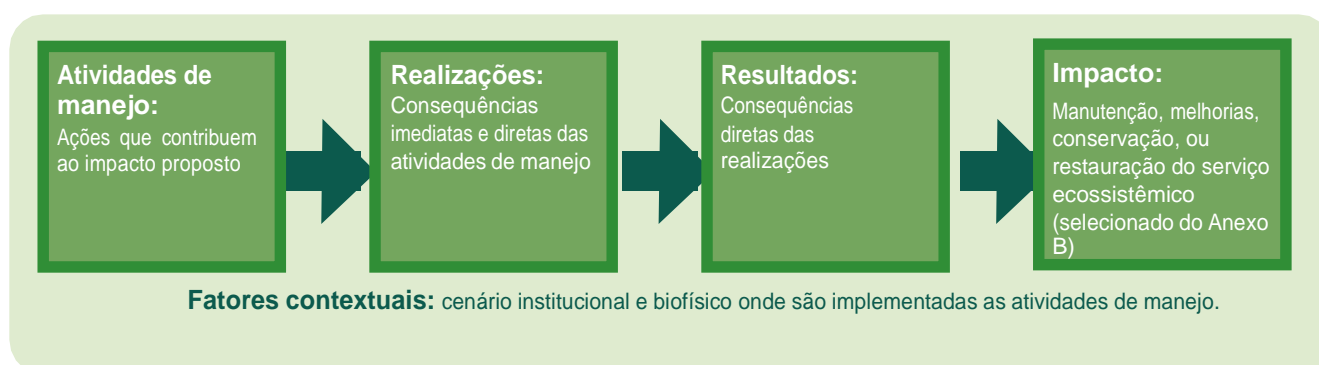 Atividades de
manejo:
Ações que contribuem
ao impacto proposto
Realizações:
Consequências
imediatas e diretas das
atividades de manejo
Resultados:
Consequências
diretas das
realizações
Impacto:
Manutenção, melhorias,
conservação, ou
restauração do serviço
ecossistêmico
(selecionado do Anexo
B)
Fatores contextuais: cenário institucional e biofísico onde são implementadas as atividades de manejo.